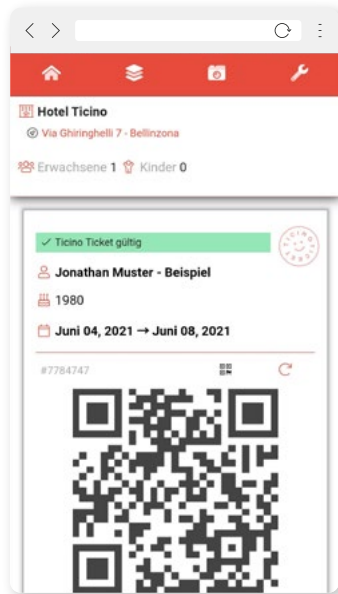 Hotel Ticino
Via Ghiringhelli 7 - Bellinzona
Erwachsene 1 Kinder 0
✓ Ticino Ticket gültig
Jonathan Muster - Beispiel
1980
Juni 04, 2021 → Juni 08, 2021
#7784747